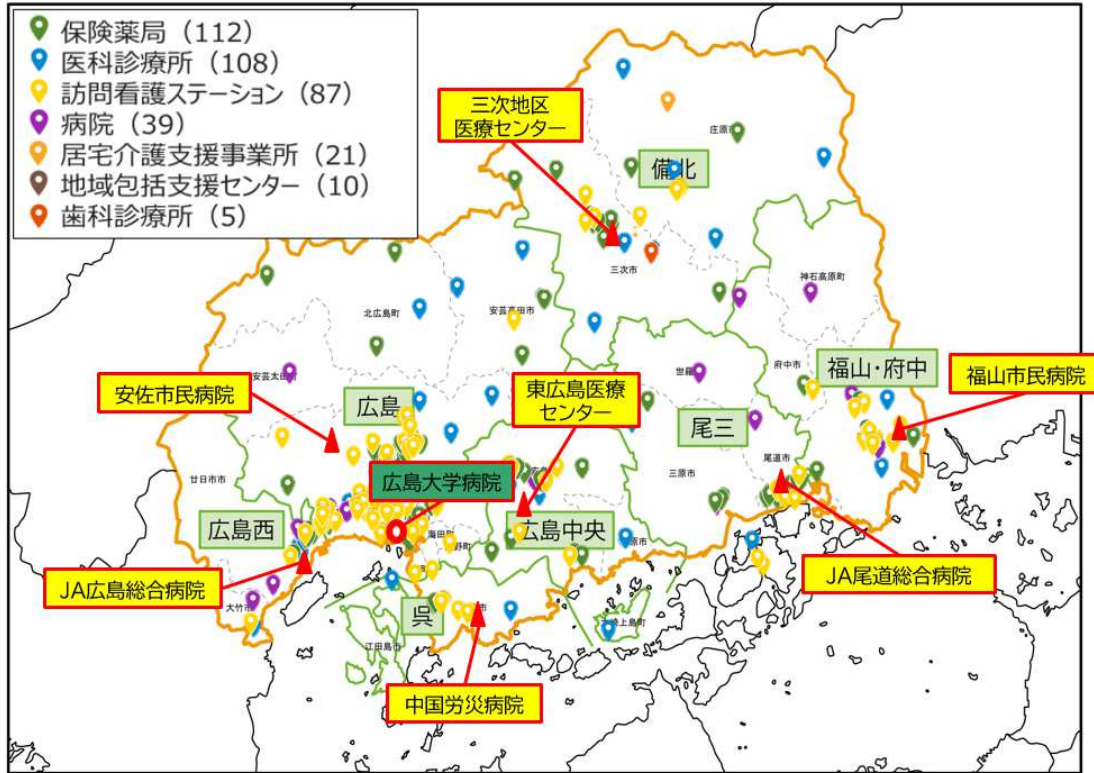 保険薬局（112）
医科診療所（108）
訪問看護ステーション（87）
病院（39）
居宅介護支援事業所（21）
地域包括支援センター（10）
歯科診療所（5）
三次地区
医療センター
庄原市
備北
三次市
神石高原町
北広島町
安芸高田市
安芸太田町
府中市
福山・府中
福山市民病院
世羅
安佐市民病院
広島
東広島医療
センター
尾三
尾道市
三原市
廿日市市
広島大学病院
広島西
海田町
広島中央
JA広島総合病院
JA尾道総合病院
大竹市
呉
江田島市
中国労災病院